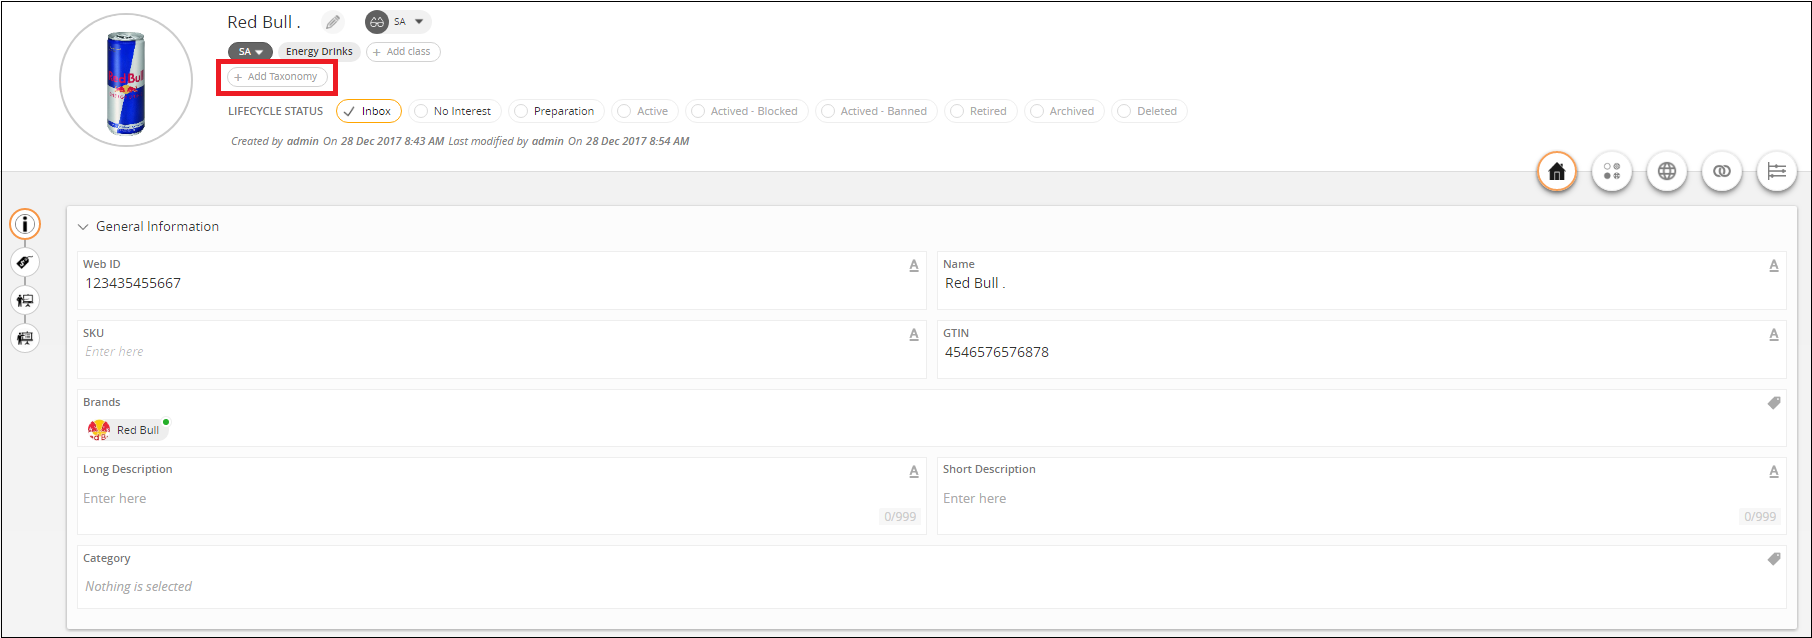 Red Bull .
SA
SA
Energy Drinks
+ Add class
+ Add Taxonomy
LIFECYCLE STATUS
Inbox
No Interest
Preparation
Active
Actived - Blocked
Actived - Banned
Retired
Archived
Deleted
Created by admin On 28 Dec 2017 8:43 AM Last modified by admin On 28 Dec 2017 8:54 AM
General Information
Web ID
A
123435455667
Name
A
Red Bull .
SKU
A
Enter here
GTIN
A
4546576576878
Brands
Red Bull
Long Description
A
Enter here
0/999
Short Description
A
Enter here
0/999
Category
Nothing is selected